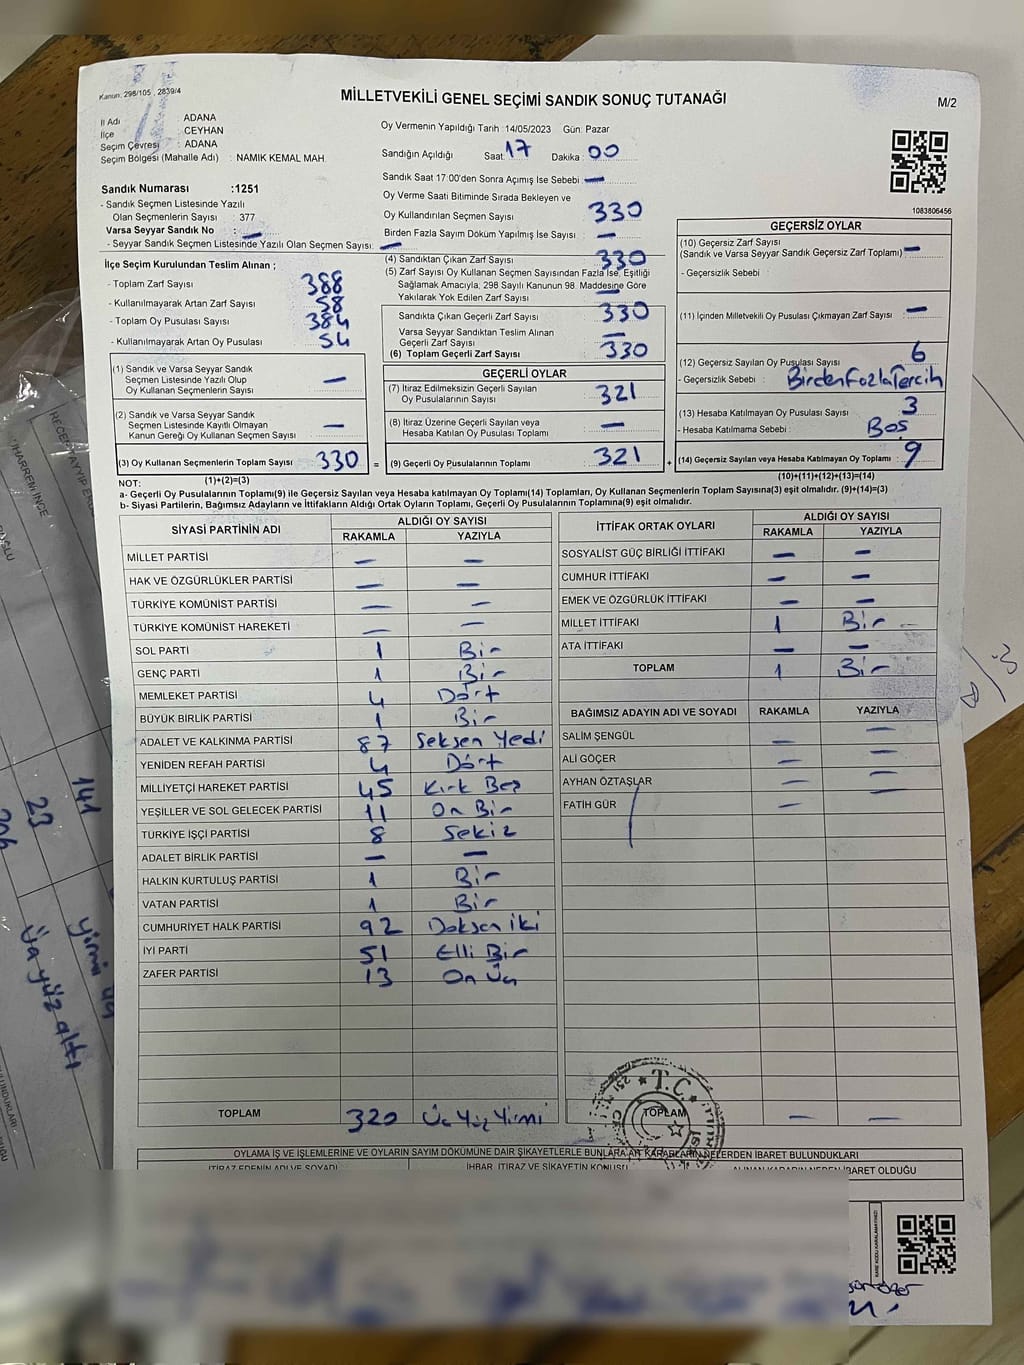 Kanun: 298/105 , 2839/4
MİLLETVEKİLİ GENEL SEÇİMİ SANDIK SONUÇ TUTANAĞI
M/2
İl Adı : ADANA
İlçe : CEYHAN
Seçim Çevresi : ADANA
Seçim Bölgesi (Mahalle Adı) : NAMIK KEMAL MAH.
Oy Vermenin Yapıldığı Tarih :14/05/2023 Gün: Pazar
Sandığın Açıldığı Saat: 17 Dakika : 00
Sandık Saat 17:00'den Sonra Açımış İse Sebebi : —
Oy Verme Saati Bitiminde Sırada Bekleyen ve
Oy Kullandırılan Seçmen Sayısı 330
Birden Fazla Sayım Döküm Yapılmış İse Sayısı : —
1083806456
Sandık Numarası :1251
- Sandık Seçmen Listesinde Yazılı
Olan Seçmenlerin Sayısı : 377
Varsa Seyyar Sandık No : —
- Seyyar Sandık Seçmen Listesinde Yazılı Olan Seçmen Sayısı: —
İlçe Seçim Kurulundan Teslim Alınan ;
- Toplam Zarf Sayısı : 388
- Kullanılmayarak Artan Zarf Sayısı : 58
- Toplam Oy Pusulası Sayısı : 384
- Kullanılmayarak Artan Oy Pusulası : 54
(1) Sandık ve Varsa Seyyar Sandık
Seçmen Listesinde Yazılı Olup
Oy Kullanan Seçmenlerin Sayısı : —
(2) Sandık ve Varsa Seyyar Sandık
Seçmen Listesinde Kayıtlı Olmayan
Kanun Gereği Oy Kullanan Seçmen Sayısı : —
(3) Oy Kullanan Seçmenlerin Toplam Sayısı : 330 =
(1)+(2)=(3)
(4) Sandıktan Çıkan Zarf Sayısı : 330
(5) Zarf Sayısı Oy Kullanan Seçmen Sayısından Fazla İse, Eşitliği
Sağlamak Amacıyla, 298 Sayılı Kanunun 98. Maddesine Göre
Yakılarak Yok Edilen Zarf Sayısı : —
Sandıkta Çıkan Geçerli Zarf Sayısı : 330
Varsa Seyyar Sandıktan Teslim Alınan
Geçerli Zarf Sayısı : —
(6) Toplam Geçerli Zarf Sayısı : 330
GEÇERLİ OYLAR
(7) İtiraz Edilmeksizin Geçerli Sayılan
Oy Pusulalarının Sayısı : 321
(8) İtiraz Üzerine Geçerli Sayılan veya
Hesaba Katılan Oy Pusulası Toplamı : —
(9) Geçerli Oy Pusulalarının Toplamı : 321 +
GEÇERSİZ OYLAR
(10) Geçersiz Zarf Sayısı
(Sandık ve Varsa Seyyar Sandık Geçersiz Zarf Toplamı) : —
- Geçersizlik Sebebi :
(11) İçinden Milletvekili Oy Pusulası Çıkmayan Zarf Sayısı : —
(12) Geçersiz Sayılan Oy Pusulası Sayısı : 6
- Geçersizlik Sebebi : Birden Fazla Tercih
(13) Hesaba Katılmayan Oy Pusulası Sayısı : 3
- Hesaba Katılmama Sebebi : Boş
(14) Geçersiz Sayılan veya Hesaba Katılmayan Oy Toplamı : 9
(10)+(11)+(12)+(13)=(14)
NOT:
a- Geçerli Oy Pusulalarının Toplamı(9) ile Geçersiz Sayılan veya Hesaba katılmayan Oy Toplamı(14) Toplamları, Oy Kullanan Seçmenlerin Toplam Sayısına(3) eşit olmalıdır. (9)+(14)=(3)
b- Siyasi Partilerin, Bağımsız Adayların ve İttifakların Aldığı Ortak Oyların Toplamı, Geçerli Oy Pusulalarının Toplamına(9) eşit olmalıdır.
SİYASİ PARTİNİN ADI ALDIĞI OY SAYISI
RAKAMLA YAZIYLA
MİLLET PARTİSİ — —
HAK VE ÖZGÜRLÜKLER PARTİSİ — —
TÜRKİYE KOMÜNİST PARTİSİ — —
TÜRKİYE KOMÜNİST HAREKETİ — —
SOL PARTİ 1 Bir
GENÇ PARTİ 1 Bir
MEMLEKET PARTİSİ 4 Dört
BÜYÜK BİRLİK PARTİSİ 1 Bir
ADALET VE KALKINMA PARTİSİ 87 Seksen Yedi
YENİDEN REFAH PARTİSİ 4 Dört
MİLLİYETÇİ HAREKET PARTİSİ 45 Kırk Beş
YEŞİLLER VE SOL GELECEK PARTİSİ 11 On Bir
TÜRKİYE İŞÇİ PARTİSİ 8 Sekiz
ADALET BİRLİK PARTİSİ — —
HALKIN KURTULUŞ PARTİSİ 1 Bir
VATAN PARTİSİ 1 Bir
CUMHURİYET HALK PARTİSİ 92 Doksan iki
İYİ PARTİ 51 Elli Bir
ZAFER PARTİSİ 13 On Üç
TOPLAM 320 Üç Yüz Yirmi
İTTİFAK ORTAK OYLARI ALDIĞI OY SAYISI
RAKAMLA YAZIYLA
SOSYALİST GÜÇ BİRLİĞİ İTTİFAKI — —
CUMHUR İTTİFAKI — —
EMEK VE ÖZGÜRLÜK İTTİFAKI — —
MİLLET İTTİFAKI 1 Bir
ATA İTTİFAKI — —
TOPLAM 1 Bir
BAĞIMSIZ ADAYIN ADI VE SOYADI RAKAMLA YAZIYLA
SALİM ŞENGÜL — —
ALİ GÖÇER — —
AYHAN ÖZTAŞLAR — —
FATİH GÜR — —
TOPLAM — —
T.C.
OYLAMA İŞ VE İŞLEMLERİNE VE OYLARIN SAYIM DÖKÜMÜNE DAİR ŞİKAYETLERLE BUNLARA AİT KARARLARIN NELERDEN İBARET BULUNDUKLARI
İTİRAZ EDENİN ADI VE SOYADI İHBAR, İTİRAZ VE ŞİKAYETİN KONUSU
MUHARREM İNCE
141
23 yirmi üç
üç yüz altı